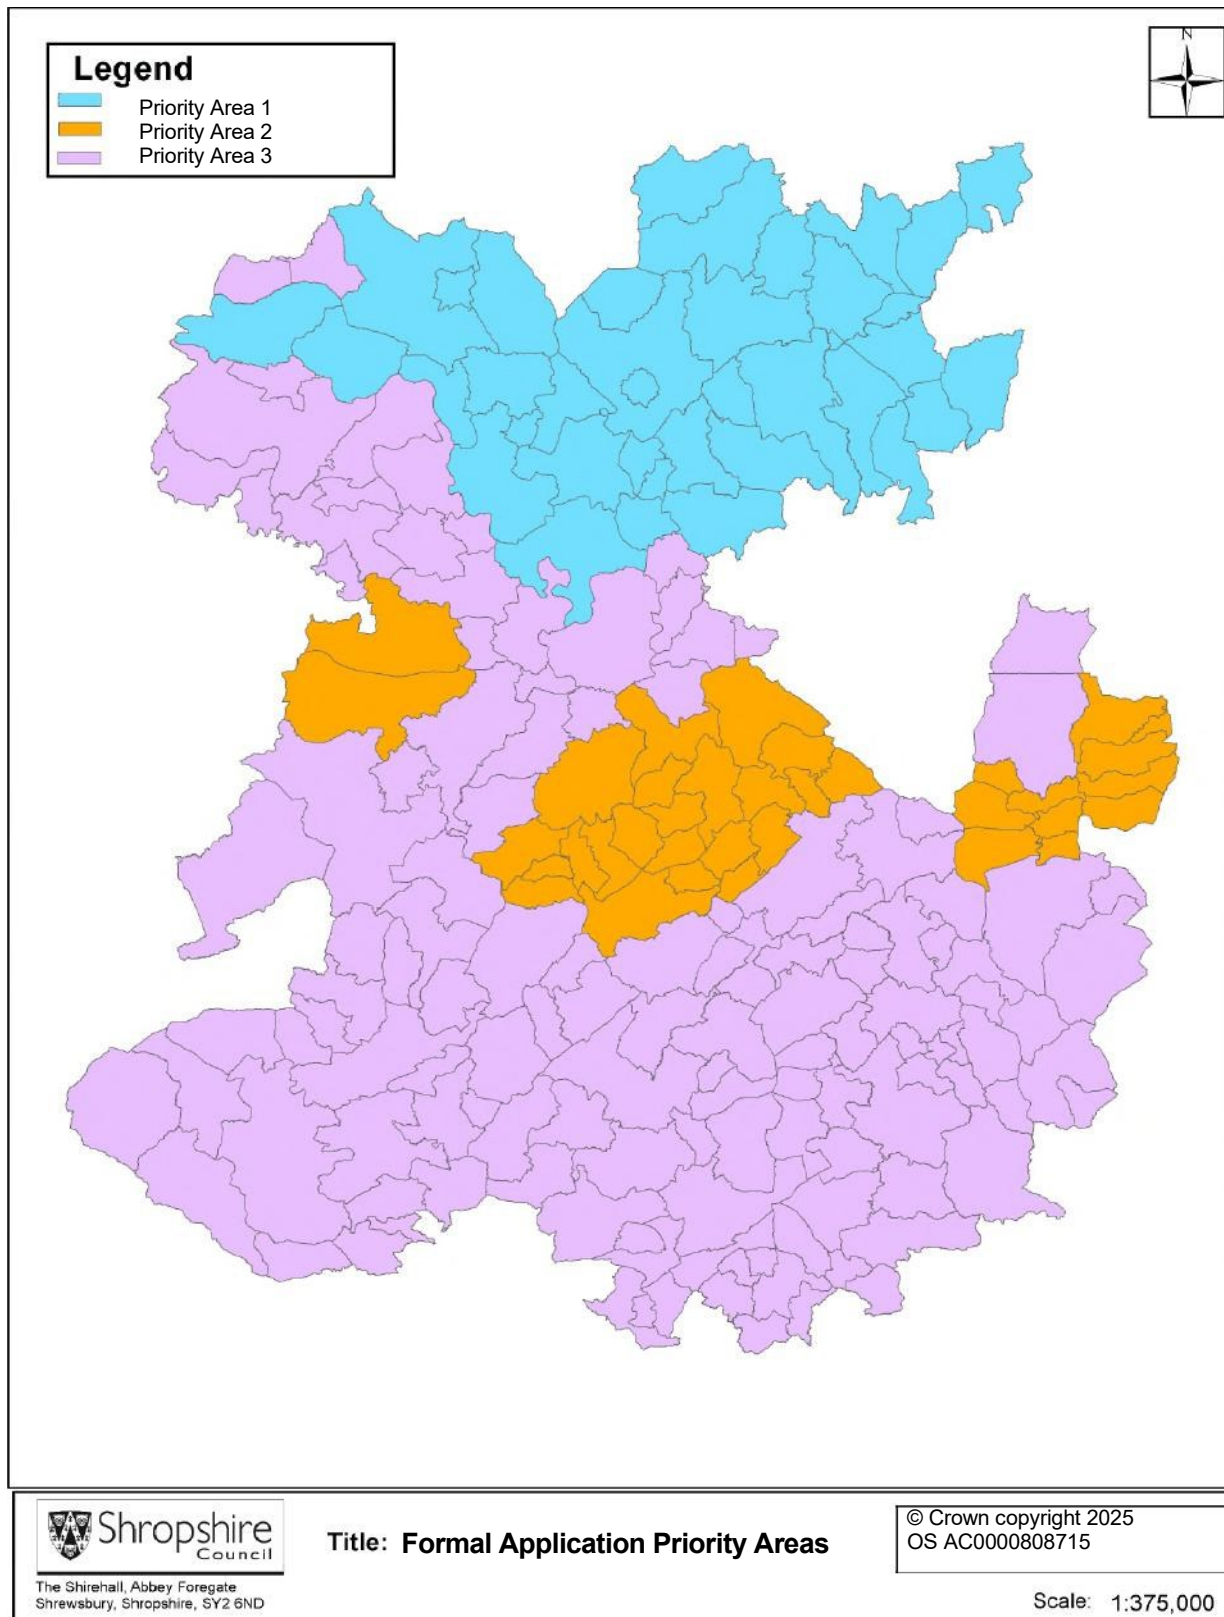 Legend
Priority Area 1
Priority Area 2
Priority Area 3
N
Shropshire
Council
The Shirehall, Abbey Foregate
Shrewsbury, Shropshire, SY2 6ND
Title: Formal Application Priority Areas
© Crown copyright 2025
OS AC0000808715
Scale: 1:375,000